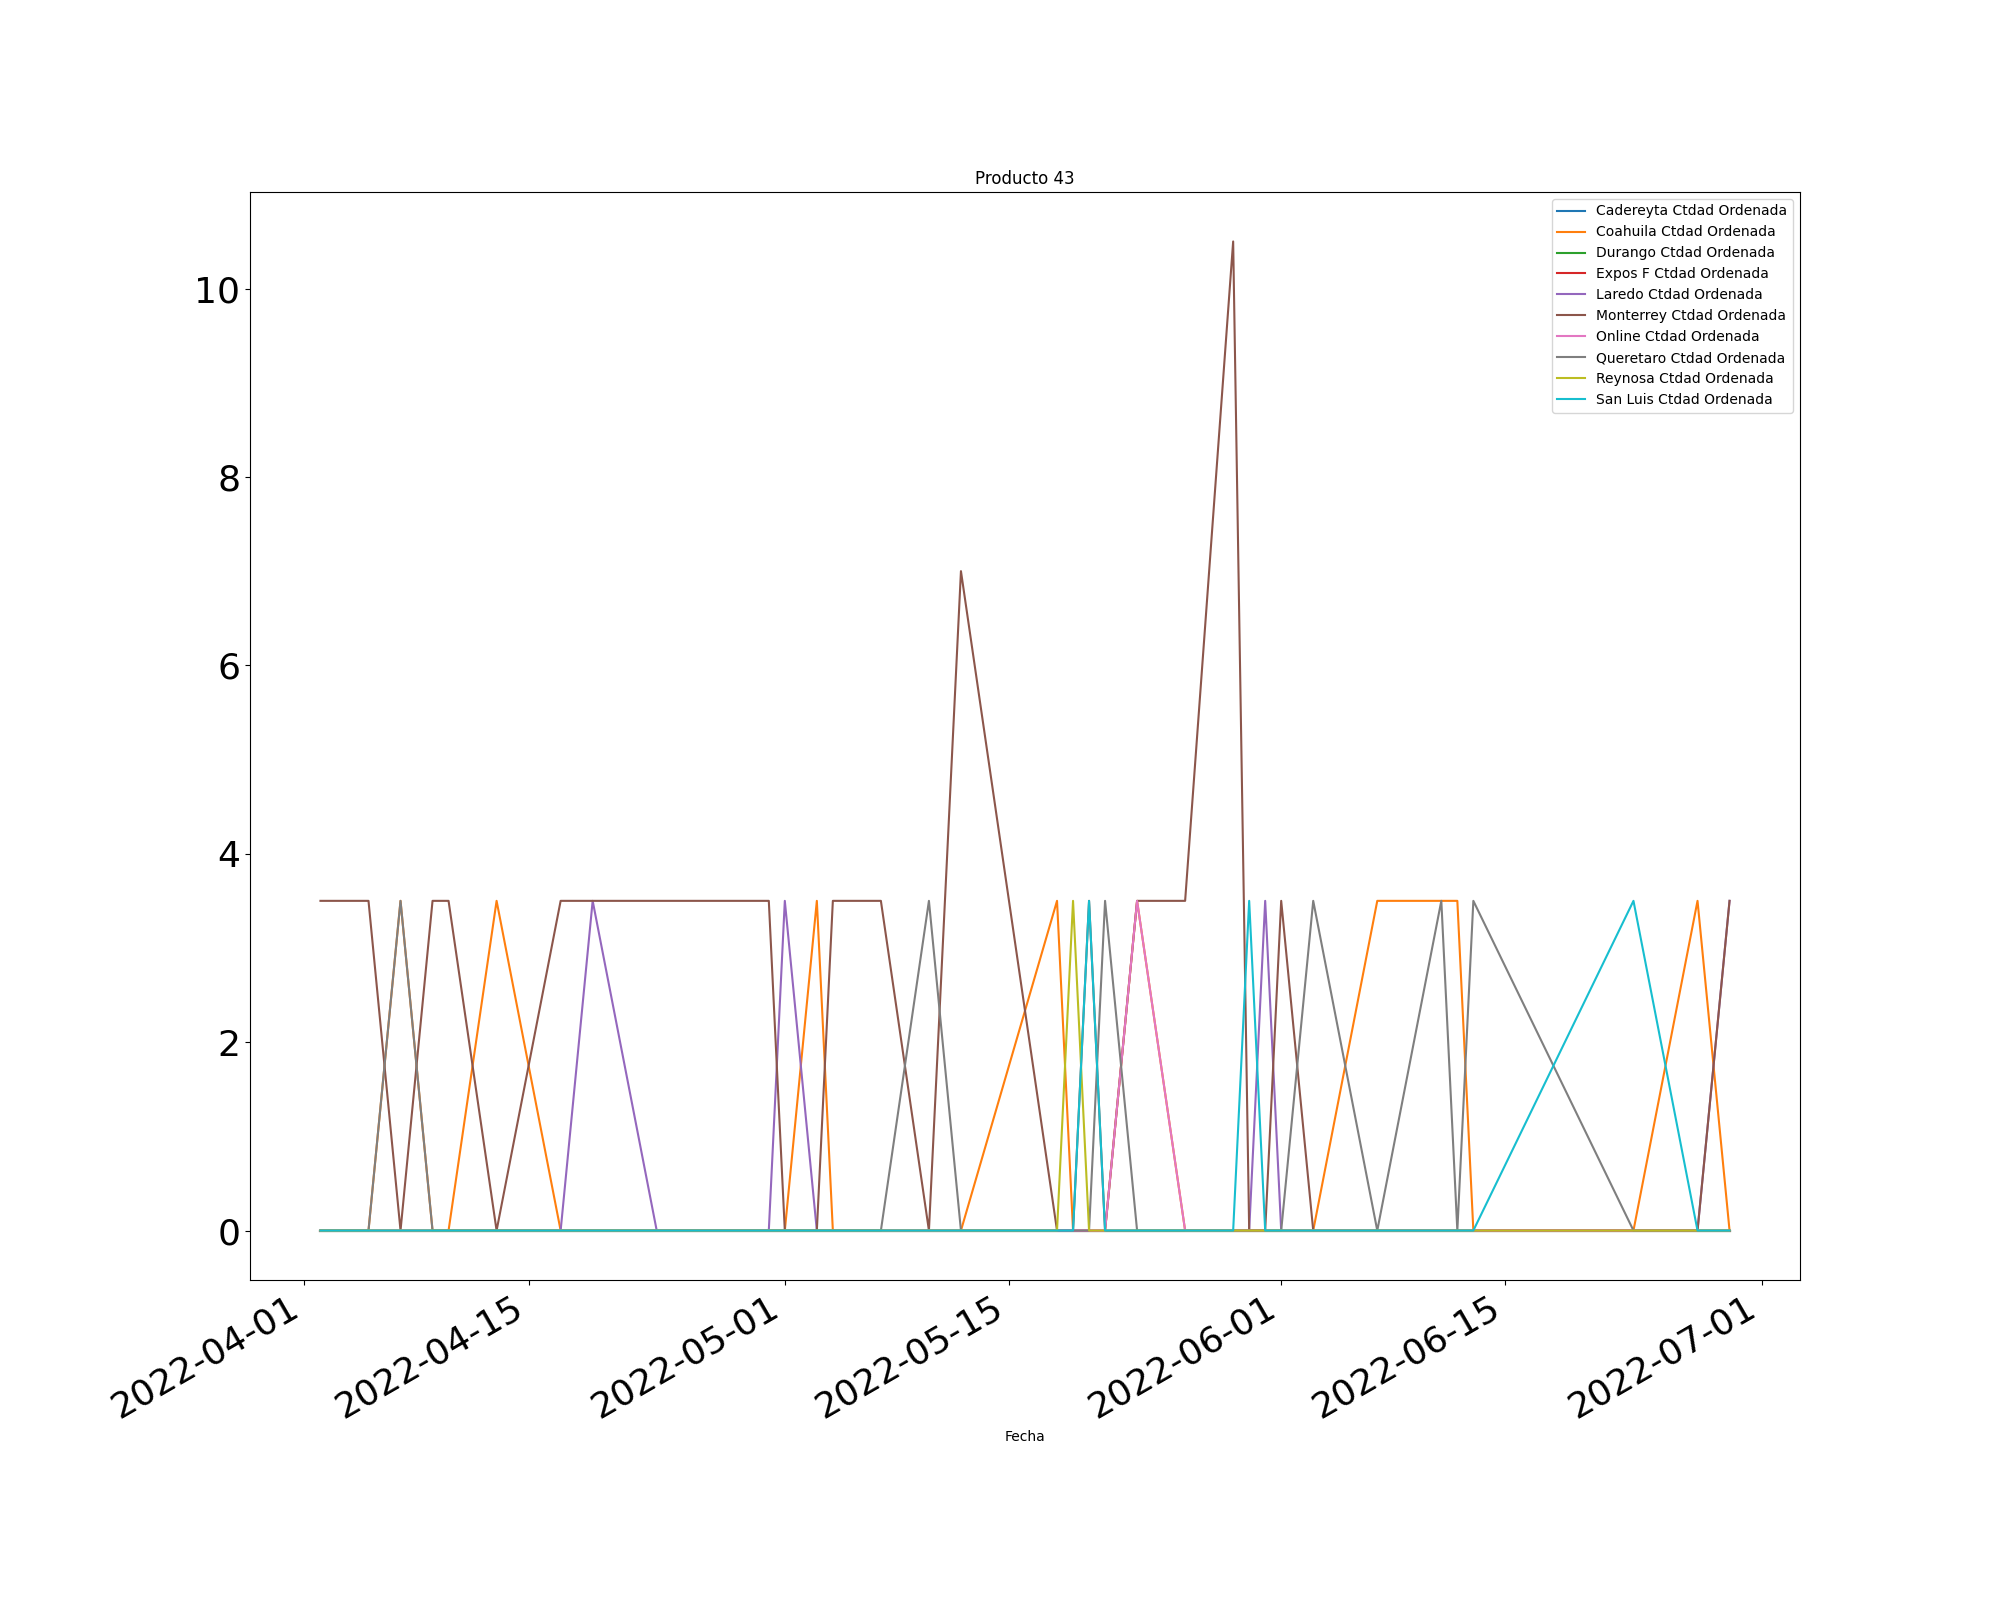 Producto 43
Cadereyta Ctdad Ordenada
Coahuila Ctdad Ordenada
Durango Ctdad Ordenada
Expos F Ctdad Ordenada
Laredo Ctdad Ordenada
Monterrey Ctdad Ordenada
Online Ctdad Ordenada
Queretaro Ctdad Ordenada
Reynosa Ctdad Ordenada
San Luis Ctdad Ordenada
10
8
6
4
2
0
2022-04-01
2022-04-15
2022-05-01
2022-05-15
2022-06-01
2022-06-15
2022-07-01
Fecha